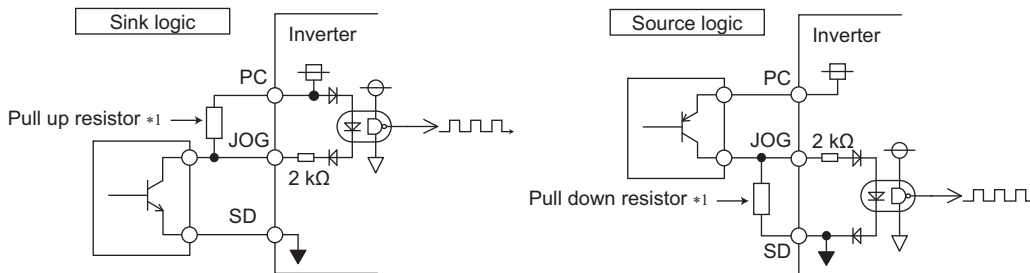 Sink logic
Inverter
PC
Pull up resistor *1
JOG
2 kΩ
SD
Source logic
Inverter
PC
JOG
2 kΩ
Pull down resistor *1
SD